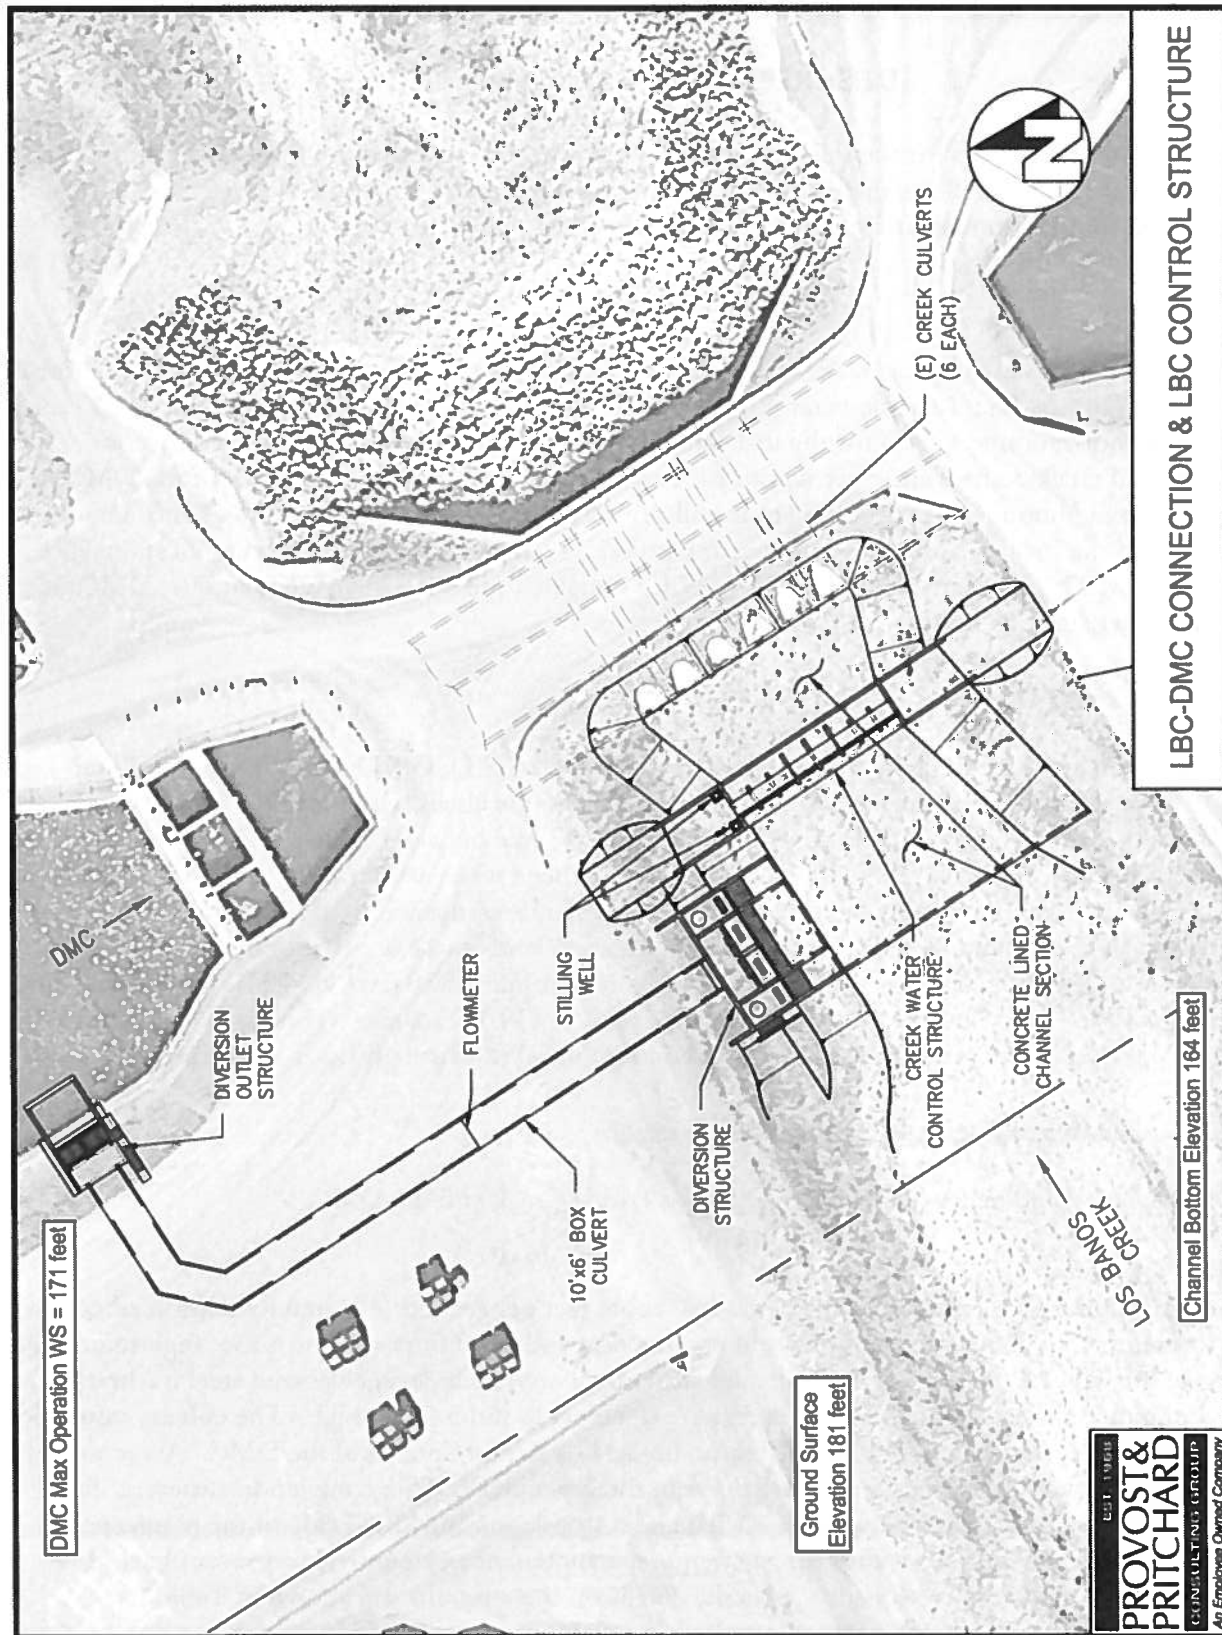 DMC Max Operation WS = 171 feet
DMC
DIVERSION
OUTLET
STRUCTURE
FLOWMETER
STILLING
WELL
10'x6' BOX
CULVERT
DIVERSION
STRUCTURE
(E) CREEK CULVERTS
(6 EACH)
CREEK WATER
CONTROL STRUCTURE
CONCRETE LINED
CHANNEL SECTION
LOS BANOS
CREEK
Ground Surface
Elevation 181 feet
Channel Bottom Elevation 164 feet
N
EST. 1968
PROVOST&
PRITCHARD
CONSULTING GROUP
An Employee Owned Company
LBC-DMC CONNECTION & LBC CONTROL STRUCTURE